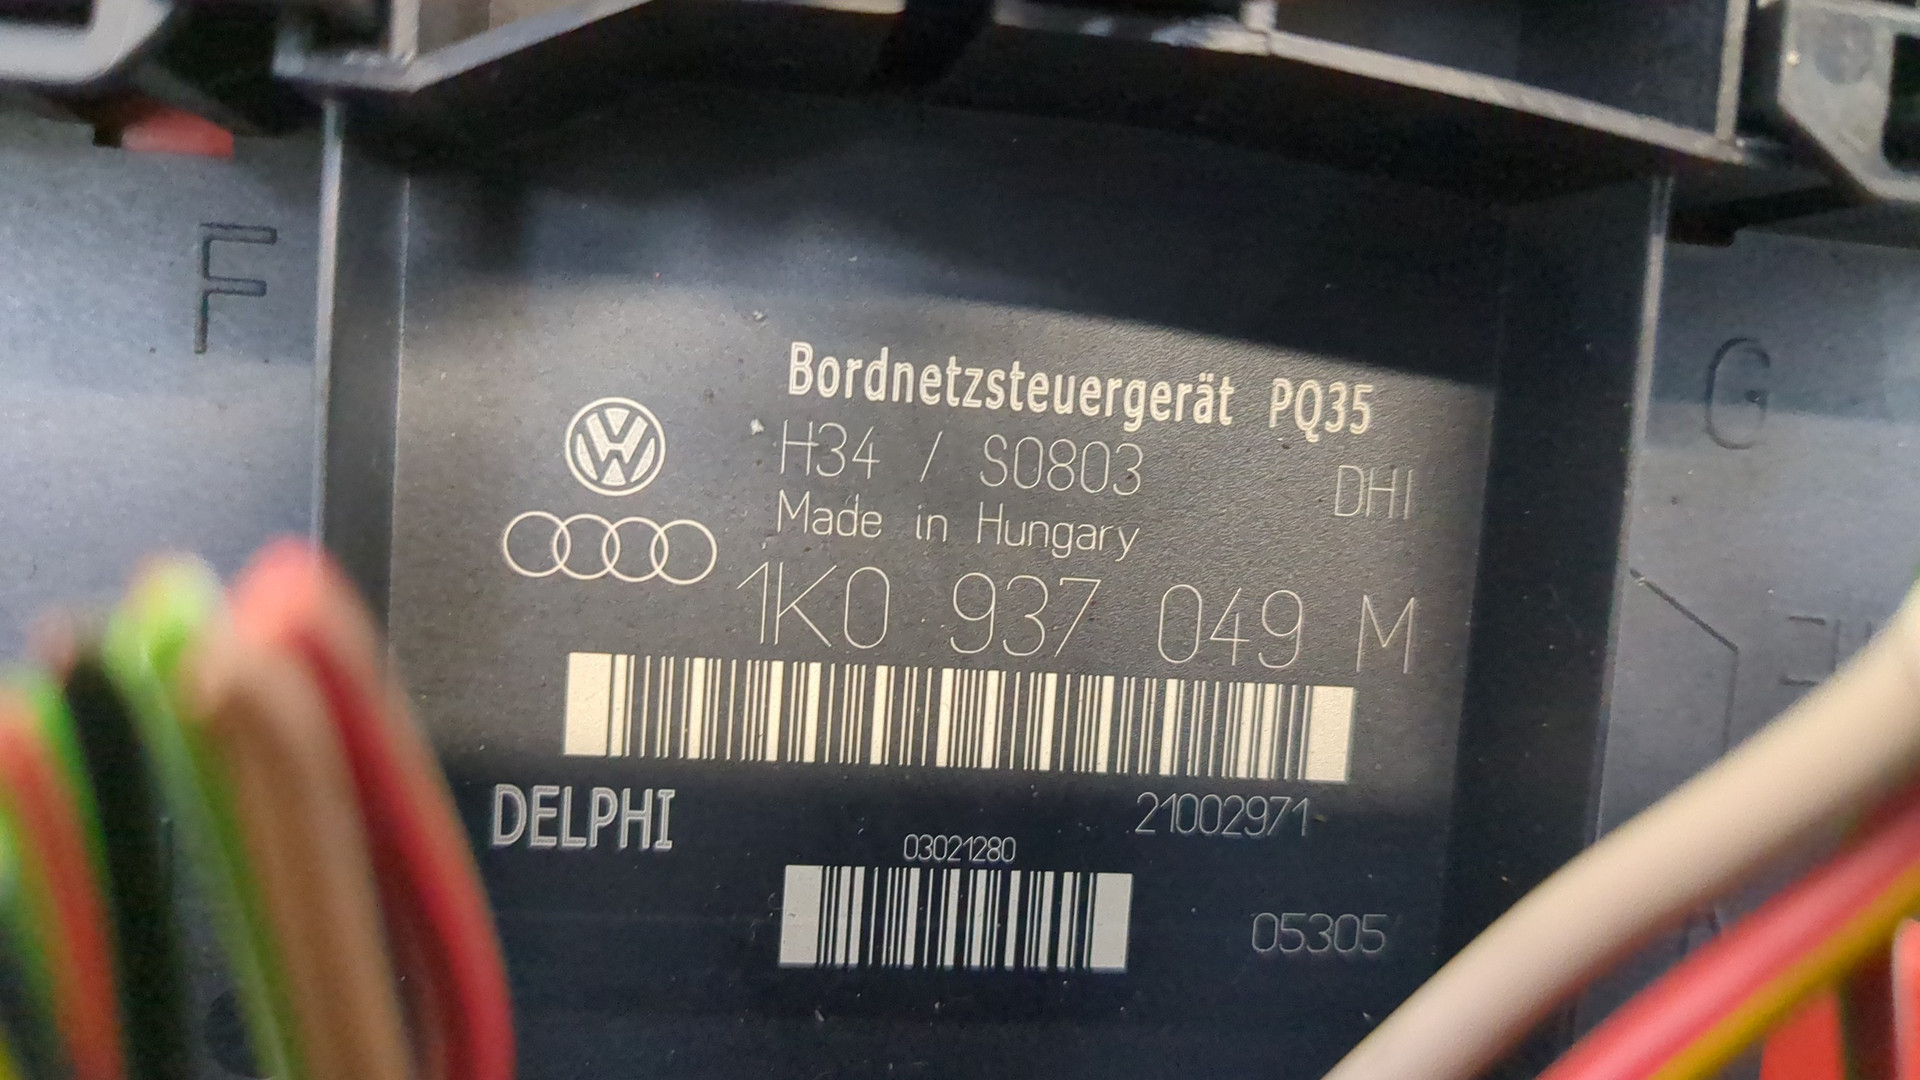 F
Bordnetzsteuergerät PQ35
G
H34 / S0803 DHI
Made in Hungary
1K0 937 049 M
DELPHI
21002971
03021280
05305